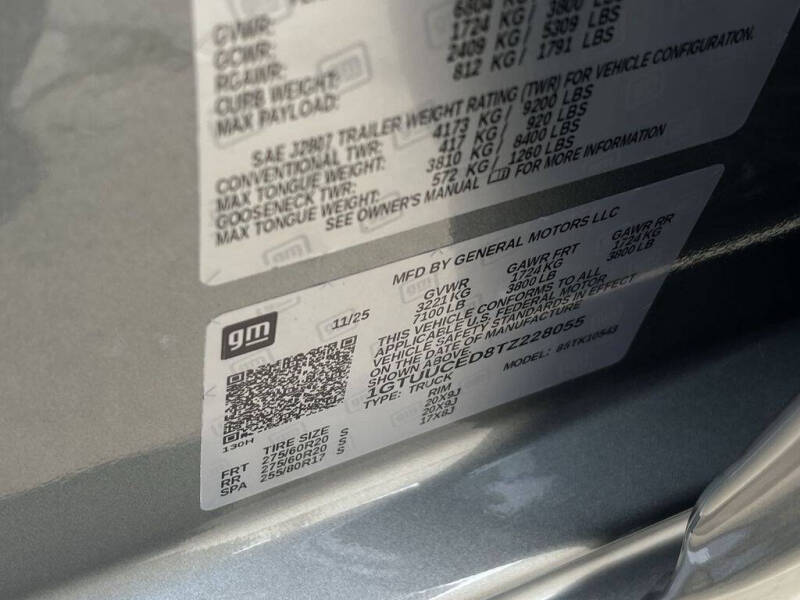 GVWR:
GCWR: 6804 KG /
RGAWR: 1724 KG / 3800 LBS
CURB WEIGHT: 2409 KG / 5309 LBS
MAX PAYLOAD: 812 KG / 1791 LBS
SAE J2807 TRAILER WEIGHT RATING (TWR) FOR VEHICLE CONFIGURATION.
CONVENTIONAL TWR: 4173 KG / 9200 LBS
MAX TONGUE WEIGHT: 417 KG / 920 LBS
GOOSENECK TWR: 3810 KG / 8400 LBS
MAX TONGUE WEIGHT: 572 KG / 1260 LBS
SEE OWNER'S MANUAL FOR MORE INFORMATION
MFD BY GENERAL MOTORS LLC
gm 11/25
GVWR GAWR FRT GAWR RR
3221 KG 1724 KG 1724 KG
7100 LB 3800 LB 3800 LB
THIS VEHICLE CONFORMS TO ALL
APPLICABLE U.S. FEDERAL MOTOR
VEHICLE SAFETY STANDARDS IN EFFECT
ON THE DATE OF MANUFACTURE
SHOWN ABOVE.
1GTUUCED8TZ228055
TYPE: TRUCK MODEL:
130H
TIRE SIZE RIM
FRT 275/60R20 S 20X9J
RR 275/60R20 S 20X9J
SPA 255/80R17 S 17X8J